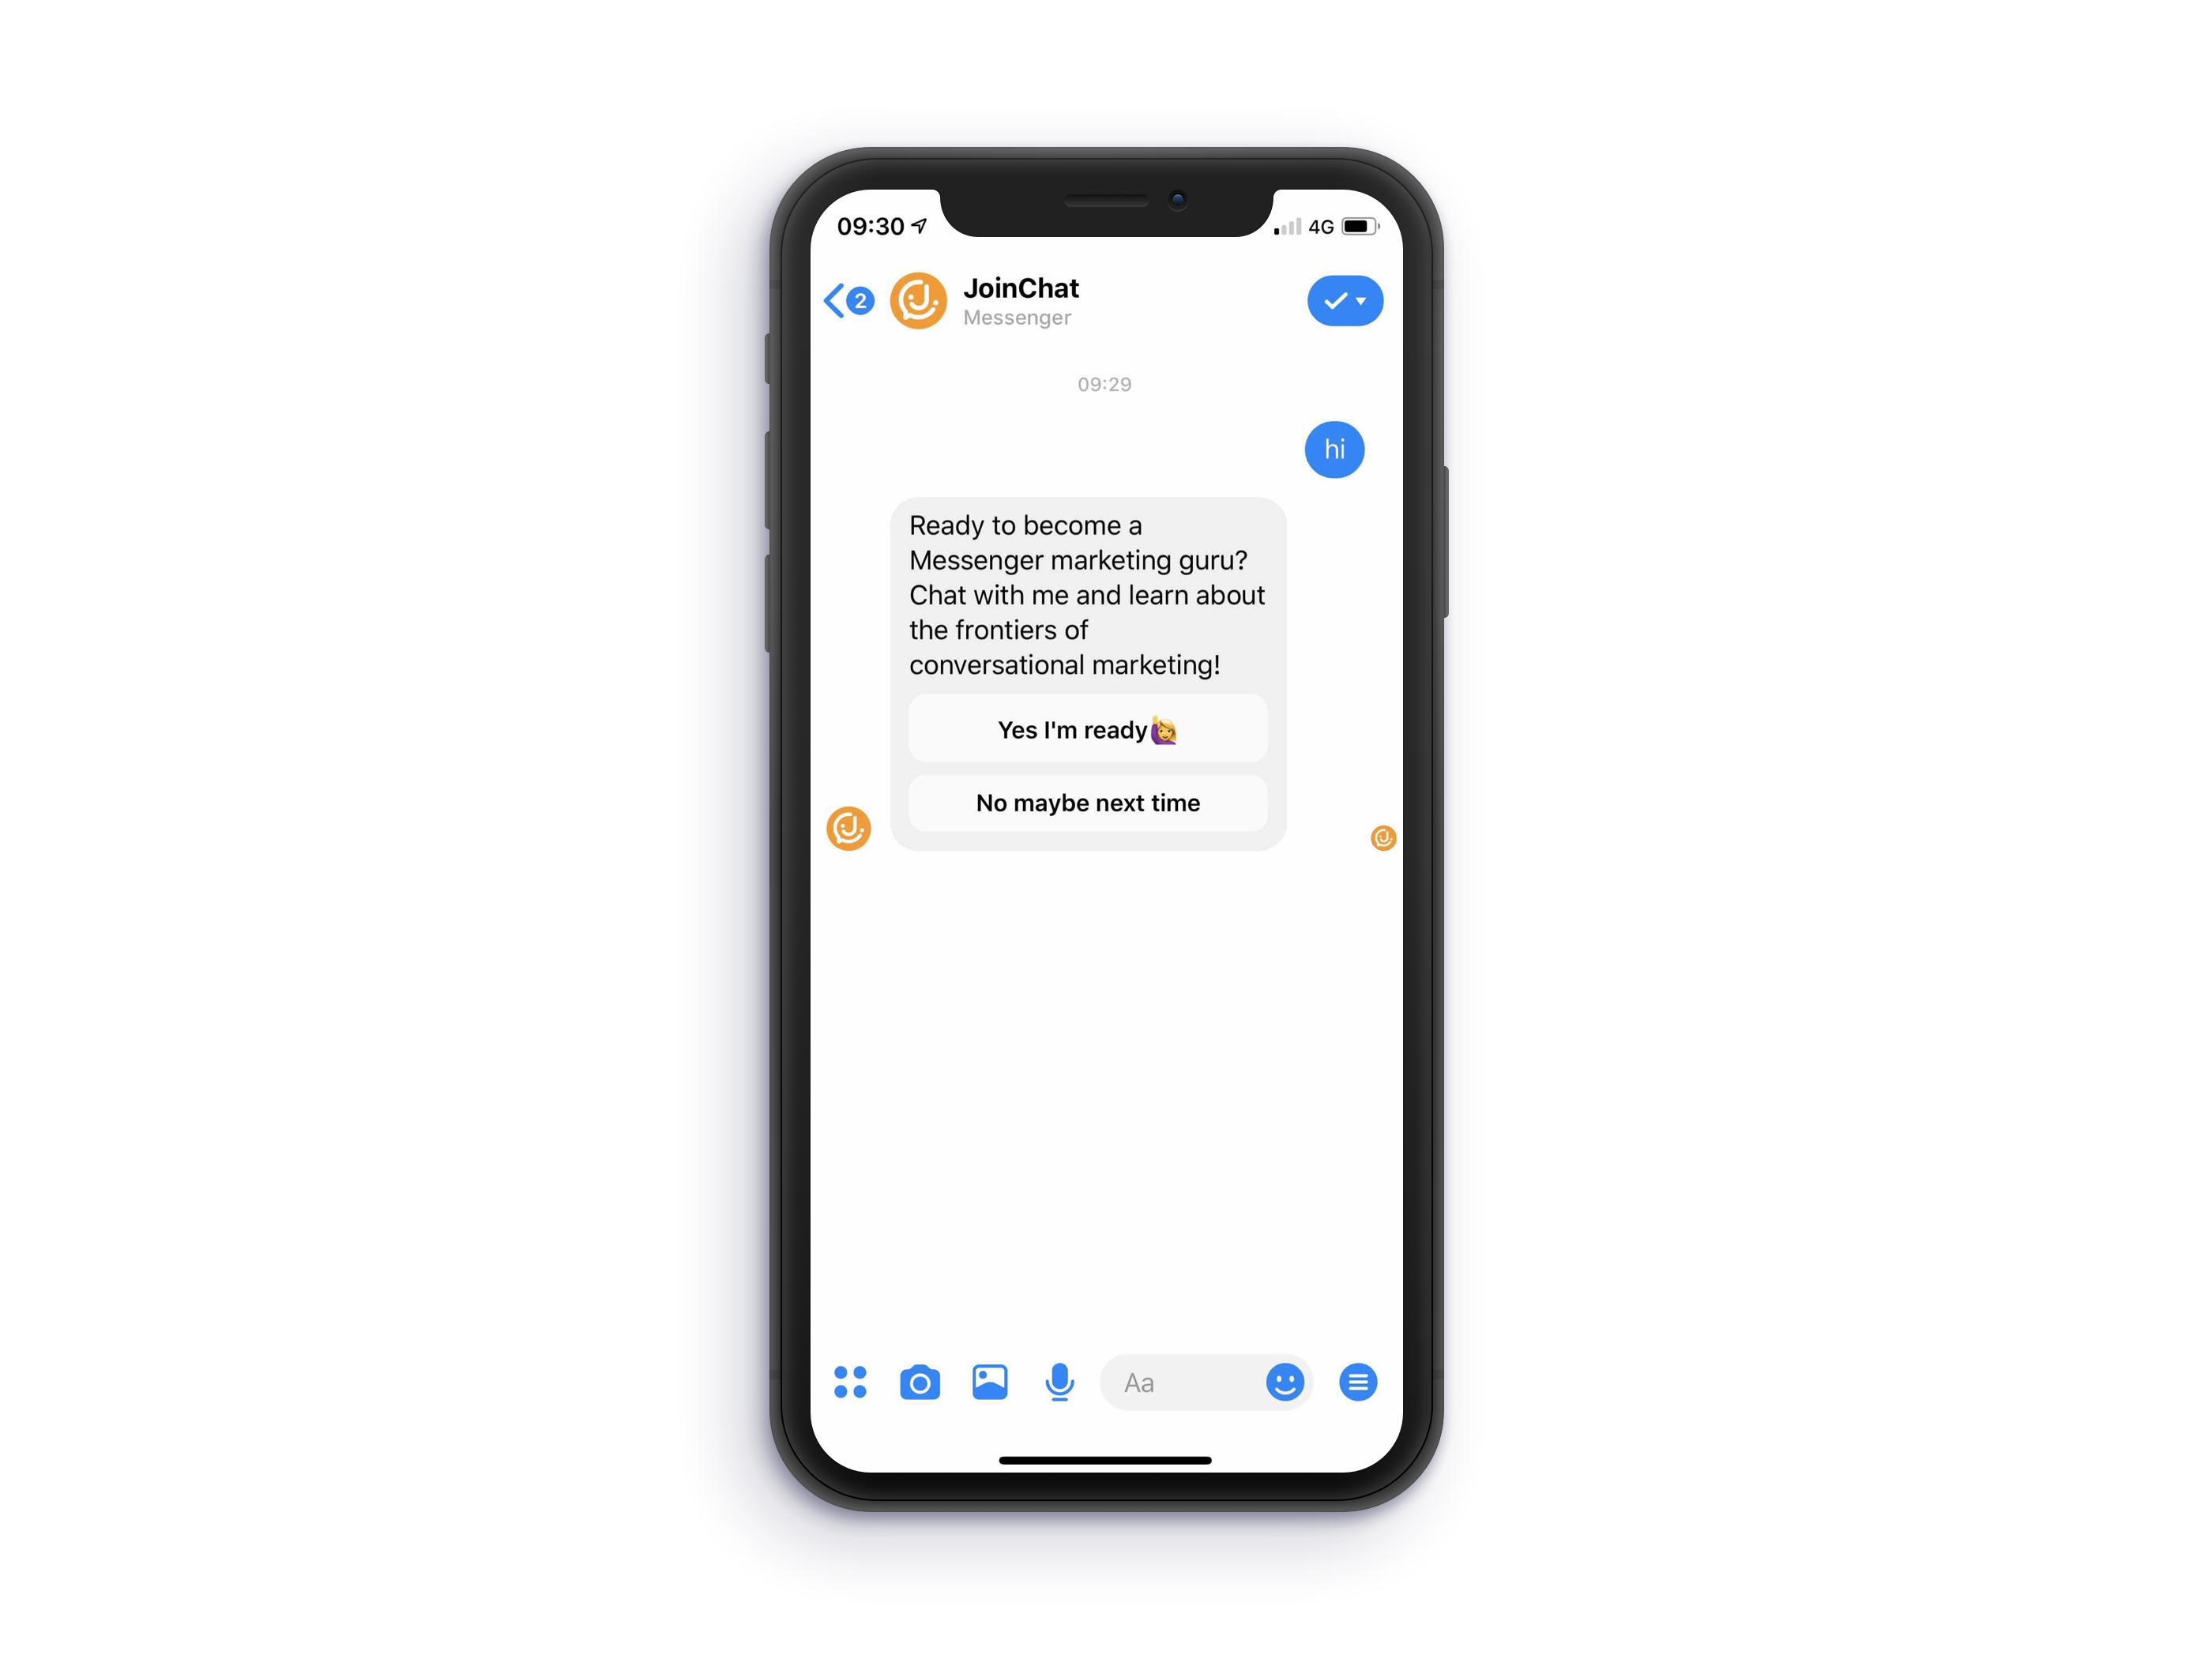 09:30 4G
2 JoinChat
Messenger
09:29
hi
Ready to become a
Messenger marketing guru?
Chat with me and learn about
the frontiers of
conversational marketing!
Yes I'm ready🙋‍♀️
No maybe next time
Aa